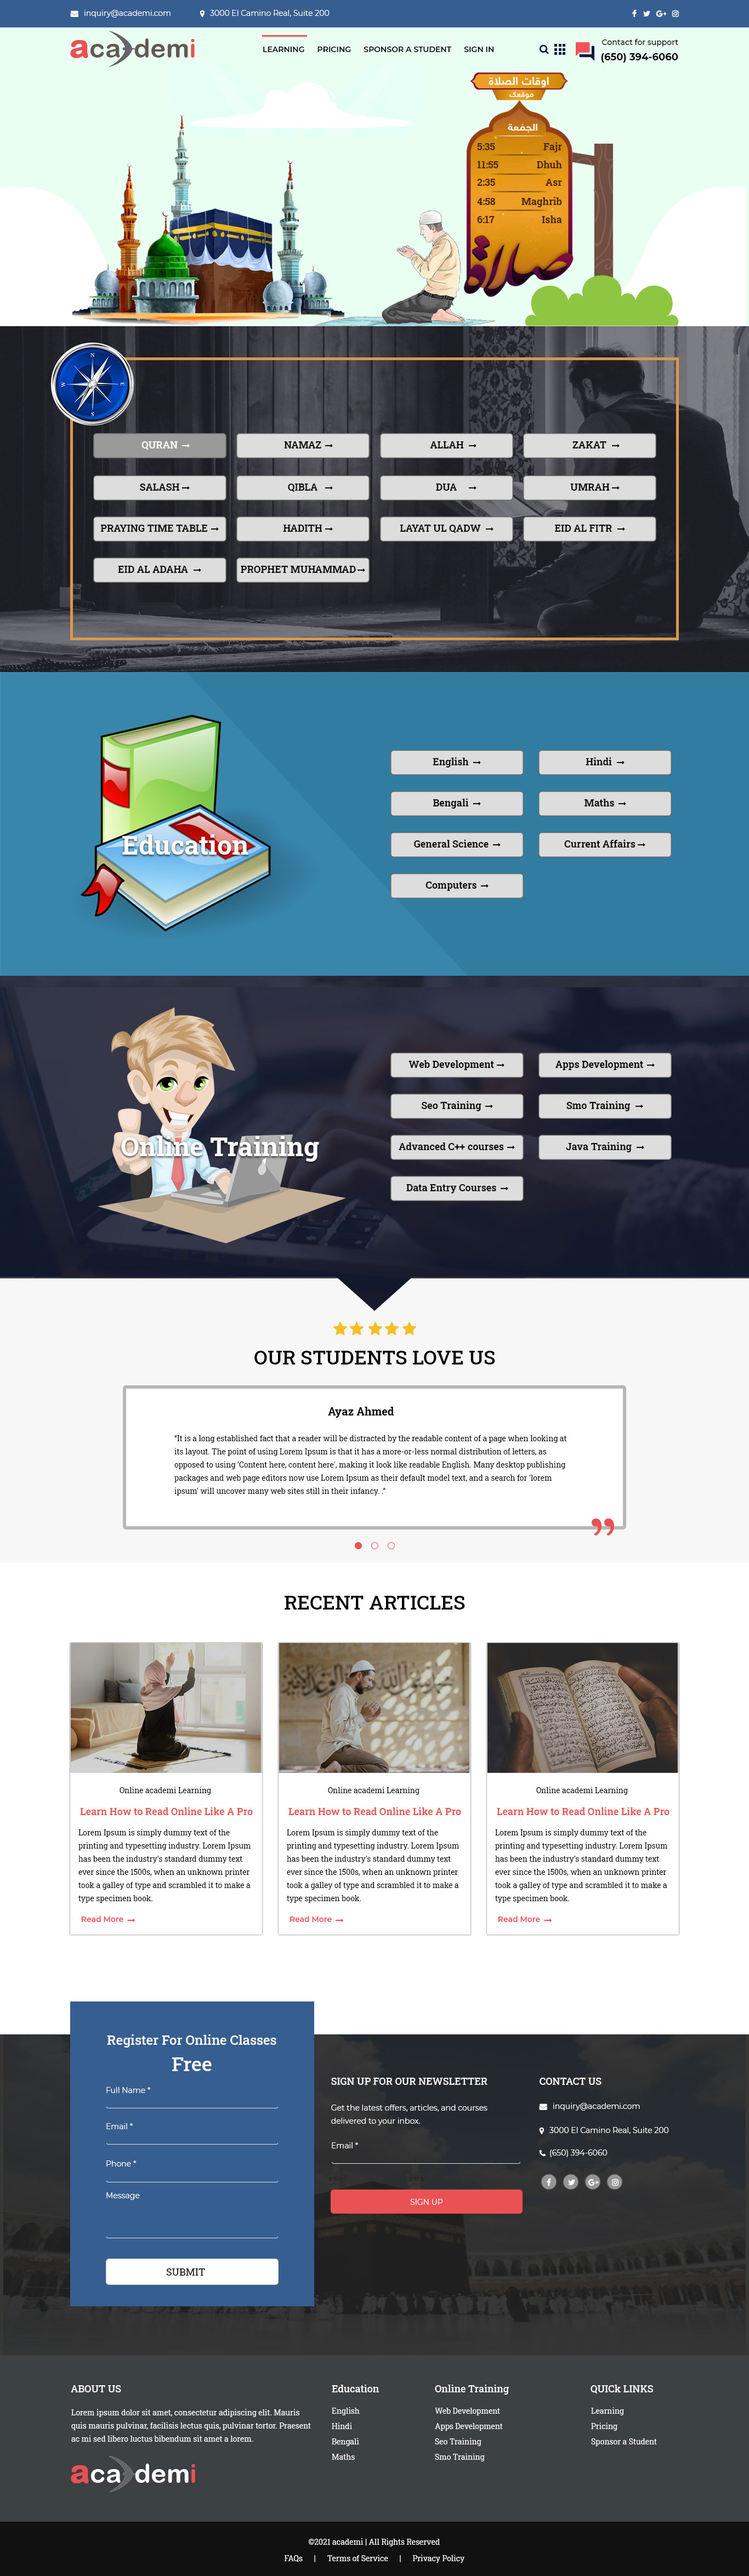 inquiry@academi.com
3000 El Camino Real, Suite 200
academi
LEARNING
PRICING
SPONSOR A STUDENT
SIGN IN
Contact for support
(650) 394-6060
اوقات الصلاة
موقمك
الجمعة
5:35 Fajr
11:55 Dhuh
2:35 Asr
4:58 Maghrib
6:17 Isha
QURAN
NAMAZ
ALLAH
ZAKAT
SALASH
QIBLA
DUA
UMRAH
PRAYING TIME TABLE
HADITH
LAYAT UL QADW
EID AL FITR
EID AL ADAHA
PROPHET MUHAMMAD
Education
English
Hindi
Bengali
Maths
General Science
Current Affairs
Computers
Online Training
Web Development
Apps Development
Seo Training
Smo Training
Advanced C++ courses
Java Training
Data Entry Courses
OUR STUDENTS LOVE US
Ayaz Ahmed
"It is a long established fact that a reader will be distracted by the readable content of a page when looking at
its layout. The point of using Lorem Ipsum is that it has a more-or-less normal distribution of letters, as
opposed to using 'Content here, content here', making it look like readable English. Many desktop publishing
packages and web page editors now use Lorem Ipsum as their default model text, and a search for 'lorem
ipsum' will uncover many web sites still in their infancy. ."
RECENT ARTICLES
Online academi Learning
Learn How to Read Online Like A Pro
Lorem Ipsum is simply dummy text of the
printing and typesetting industry. Lorem Ipsum
has been the industry's standard dummy text
ever since the 1500s, when an unknown printer
took a galley of type and scrambled it to make a
type specimen book.
Read More
Online academi Learning
Learn How to Read Online Like A Pro
Lorem Ipsum is simply dummy text of the
printing and typesetting industry. Lorem Ipsum
has been the industry's standard dummy text
ever since the 1500s, when an unknown printer
took a galley of type and scrambled it to make a
type specimen book.
Read More
Online academi Learning
Learn How to Read Online Like A Pro
Lorem Ipsum is simply dummy text of the
printing and typesetting industry. Lorem Ipsum
has been the industry's standard dummy text
ever since the 1500s, when an unknown printer
took a galley of type and scrambled it to make a
type specimen book.
Read More
Register For Online Classes
Free
Full Name *
Email *
Phone *
Message
SUBMIT
SIGN UP FOR OUR NEWSLETTER
Get the latest offers, articles, and courses
delivered to your inbox.
Email *
SIGN UP
CONTACT US
inquiry@academi.com
3000 El Camino Real, Suite 200
(650) 394-6060
ABOUT US
Lorem ipsum dolor sit amet, consectetur adipiscing elit. Mauris
quis mauris pulvinar, facilisis lectus quis, pulvinar tortor. Praesent
ac mi sed libero luctus bibendum sit amet a lorem.
academi
Education
English
Hindi
Bengali
Maths
Online Training
Web Development
Apps Development
Seo Training
Smo Training
QUICk LINKS
Learning
Pricing
Sponsor a Student
©2021 academi | All Rights Reserved
FAQs | Terms of Service | Privacy Policy